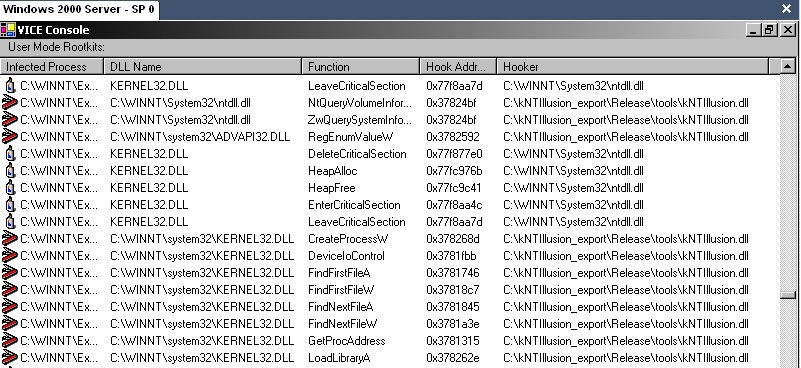 Windows 2000 Server - SP 0
VICE Console
User Mode Rootkits:
Infected Process DLL Name Function Hook Addr... Hooker
C:\WINNT\Ex... KERNEL32.DLL LeaveCriticalSection 0x77f8aa7d C:\WINNT\System32\ntdll.dll
C:\WINNT\Ex... C:\WINNT\System32\ntdll.dll NtQueryVolumeInfor... 0x37824bf C:\kNTIllusion_export\Release\tools\kNTIllusion.dll
C:\WINNT\Ex... C:\WINNT\System32\ntdll.dll ZwQuerySystemInfo... 0x37824bf C:\kNTIllusion_export\Release\tools\kNTIllusion.dll
C:\WINNT\Ex... C:\WINNT\system32\ADVAPI32.DLL RegEnumValueW 0x3782592 C:\kNTIllusion_export\Release\tools\kNTIllusion.dll
C:\WINNT\Ex... KERNEL32.DLL DeleteCriticalSection 0x77f877e0 C:\WINNT\System32\ntdll.dll
C:\WINNT\Ex... KERNEL32.DLL HeapAlloc 0x77fc976b C:\WINNT\System32\ntdll.dll
C:\WINNT\Ex... KERNEL32.DLL HeapFree 0x77fc9c41 C:\WINNT\System32\ntdll.dll
C:\WINNT\Ex... KERNEL32.DLL EnterCriticalSection 0x77f8aa4c C:\WINNT\System32\ntdll.dll
C:\WINNT\Ex... KERNEL32.DLL LeaveCriticalSection 0x77f8aa7d C:\WINNT\System32\ntdll.dll
C:\WINNT\Ex... C:\WINNT\system32\KERNEL32.DLL CreateProcessW 0x378268d C:\kNTIllusion_export\Release\tools\kNTIllusion.dll
C:\WINNT\Ex... C:\WINNT\system32\KERNEL32.DLL DeviceIoControl 0x3781fbb C:\kNTIllusion_export\Release\tools\kNTIllusion.dll
C:\WINNT\Ex... C:\WINNT\system32\KERNEL32.DLL FindFirstFileA 0x3781746 C:\kNTIllusion_export\Release\tools\kNTIllusion.dll
C:\WINNT\Ex... C:\WINNT\system32\KERNEL32.DLL FindFirstFileW 0x37818c7 C:\kNTIllusion_export\Release\tools\kNTIllusion.dll
C:\WINNT\Ex... C:\WINNT\system32\KERNEL32.DLL FindNextFileA 0x3781845 C:\kNTIllusion_export\Release\tools\kNTIllusion.dll
C:\WINNT\Ex... C:\WINNT\system32\KERNEL32.DLL FindNextFileW 0x3781a3e C:\kNTIllusion_export\Release\tools\kNTIllusion.dll
C:\WINNT\Ex... C:\WINNT\system32\KERNEL32.DLL GetProcAddress 0x3781315 C:\kNTIllusion_export\Release\tools\kNTIllusion.dll
C:\WINNT\Ex... C:\WINNT\system32\KERNEL32.DLL LoadLibraryA 0x378262e C:\kNTIllusion_export\Release\tools\kNTIllusion.dll